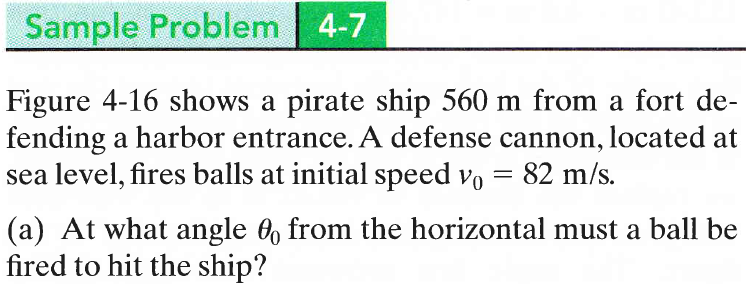 Sample Problem 4-7
Figure 4-16 shows a pirate ship 560 m from a fort de-
fending a harbor entrance. A defense cannon, located at
sea level, fires balls at initial speed v₀ = 82 m/s.
(a) At what angle θ₀ from the horizontal must a ball be
fired to hit the ship?